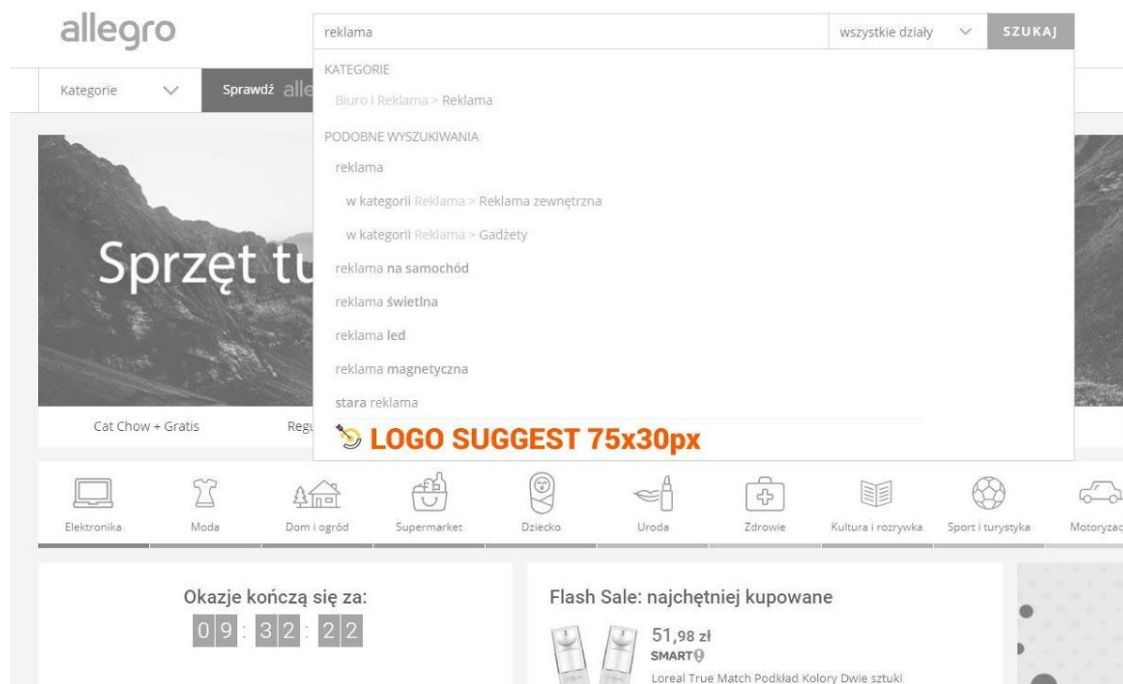 allegro
reklama
wszystkie działy
SZUKAJ
Kategorie
Sprawdź alle
KATEGORIE
Biuro i Reklama > Reklama
PODOBNE WYSZUKIWANIA
reklama
w kategorii Reklama > Reklama zewnętrzna
w kategorii Reklama > Gadżety
reklama na samochód
reklama świetlna
reklama led
reklama magnetyczna
stara reklama
LOGO SUGGEST 75x30px
Sprzęt tu
Cat Chow + Gratis
Regu
Elektronika
Moda
Dom i ogród
Supermarket
Dziecko
Uroda
Zdrowie
Kultura i rozrywka
Sport i turystyka
Motoryzac
Okazje kończą się za:
09:32:22
Flash Sale: najchętniej kupowane
51,98 zł
SMART
Loreal True Match Podkład Kolory Dwie sztuki